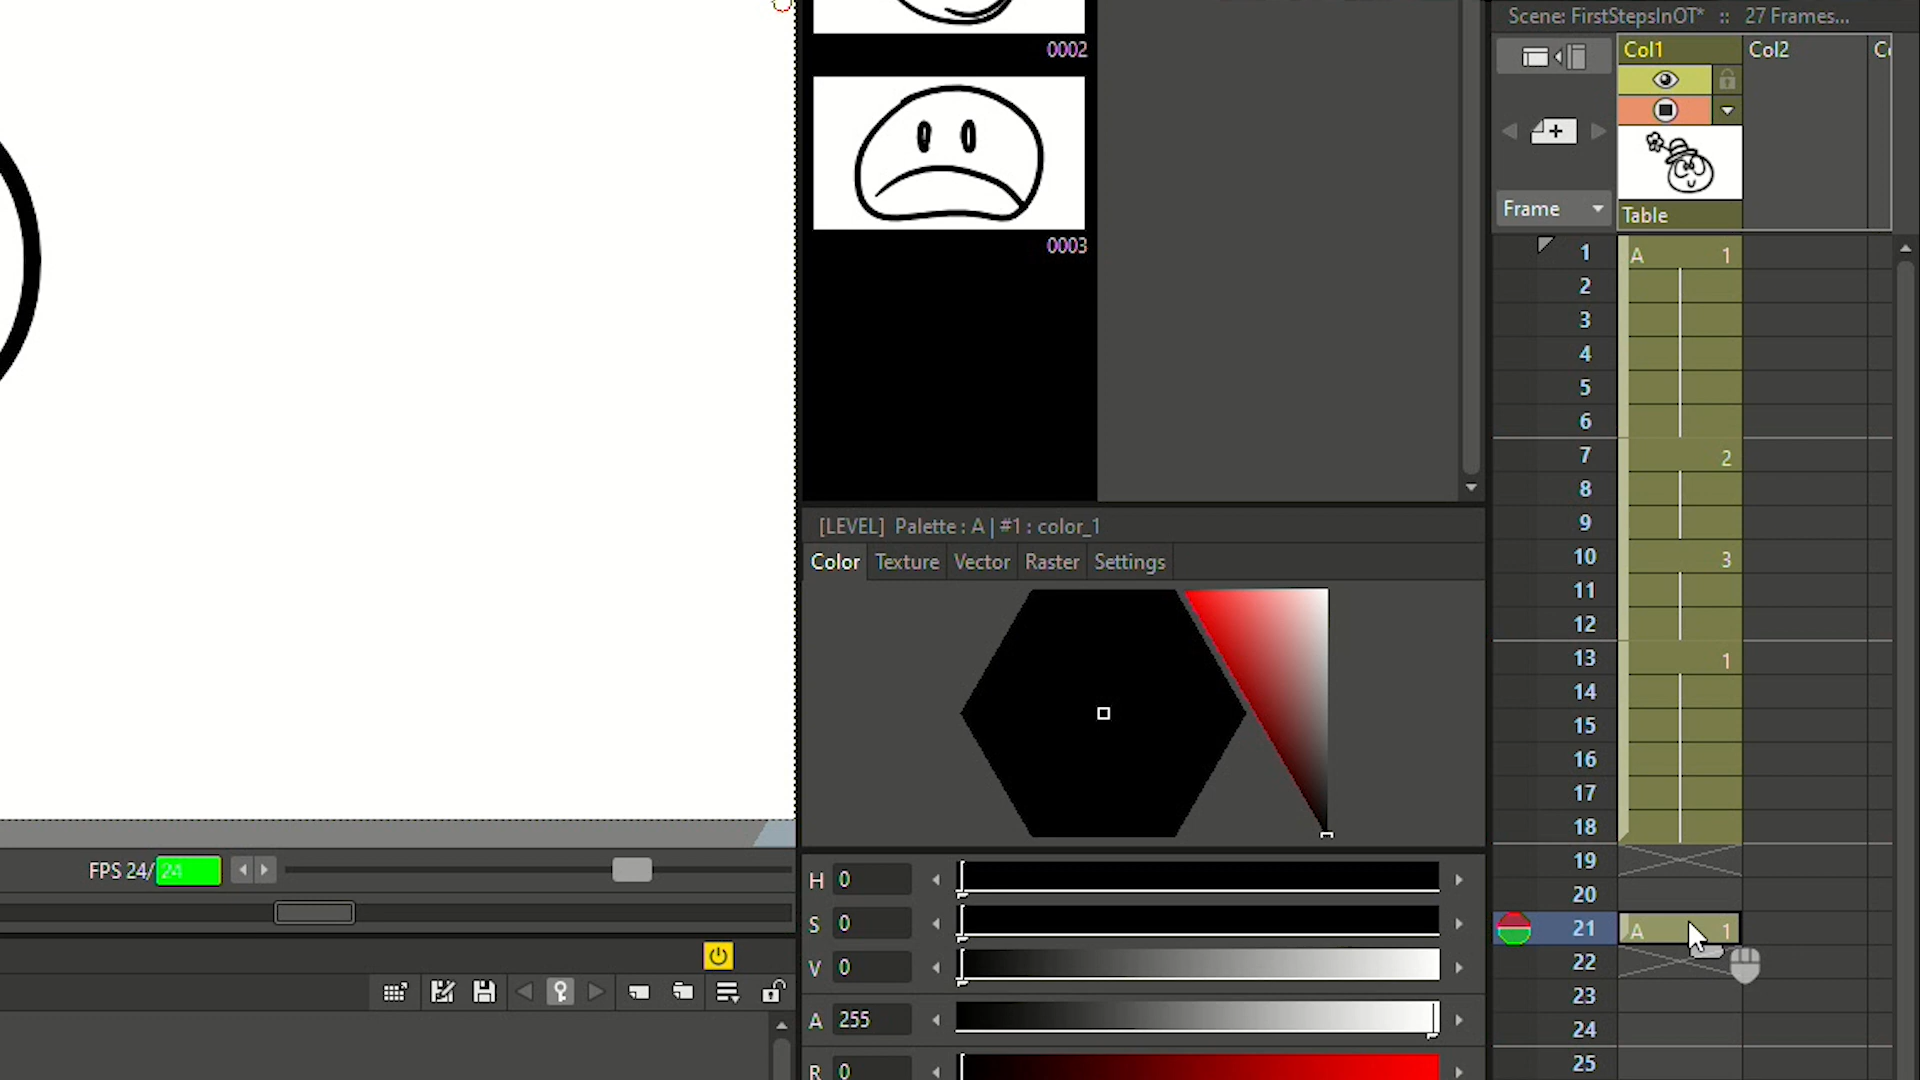 Scene: FirstStepsInOT* :: 27 Frames...
0002
0003
[LEVEL] Palette : A | #1 : color_1
Color Texture Vector Raster Settings
H 0
S 0
V 0
A 255
R 0
FPS 24/ 24
Col1 Col2
Frame
Table
1 A 1
2
3
4
5
6
7 2
8
9
10 3
11
12
13 1
14
15
16
17
18
19
20
21 A 1
22
23
24
25